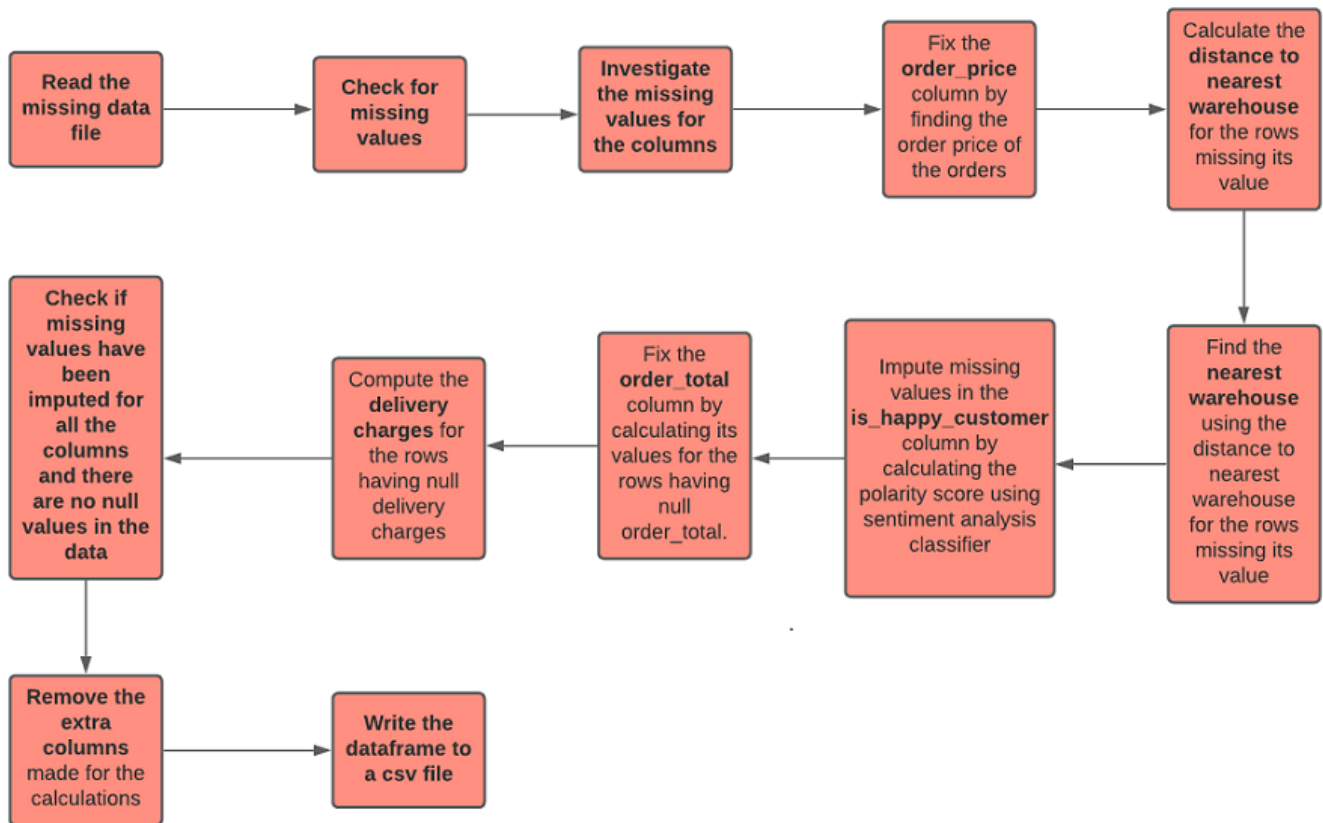 Read the
missing data
file
Check for
missing
values
Investigate
the missing
values for
the columns
Fix the
order_price
column by
finding the
order price of
the orders
Calculate the
distance to
nearest
warehouse
for the rows
missing its
value
Find the
nearest
warehouse
using the
distance to
nearest
warehouse
for the rows
missing its
value
Impute missing
values in the
is_happy_customer
column by
calculating the
polarity score using
sentiment analysis
classifier
Fix the
order_total
column by
calculating its
values for the
rows having
null
order_total.
Compute the
delivery
charges for
the rows
having null
delivery
charges
Check if
missing
values have
been
imputed for
all the
columns
and there
are no null
values in the
data
Remove the
extra
columns
made for the
calculations
Write the
dataframe to
a csv file